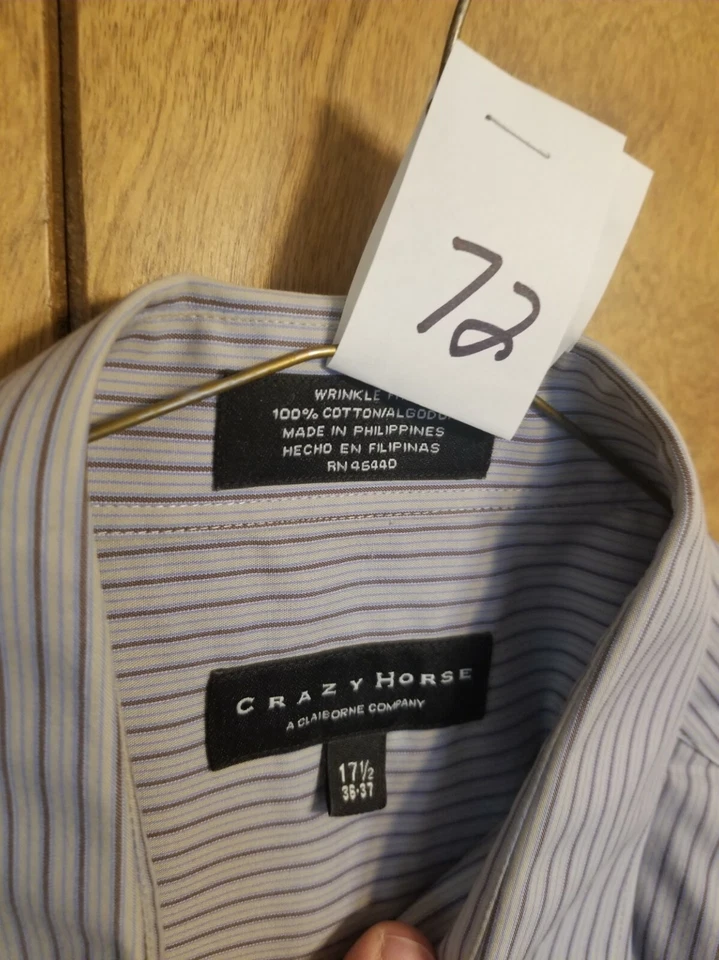 72
WRINKLE
100% COTTON/ALGODO
MADE IN PHILIPPINES
HECHO EN FILIPINAS
RN 45440
CRAZY HORSE
A CLAIBORNE COMPANY
17½
36-37